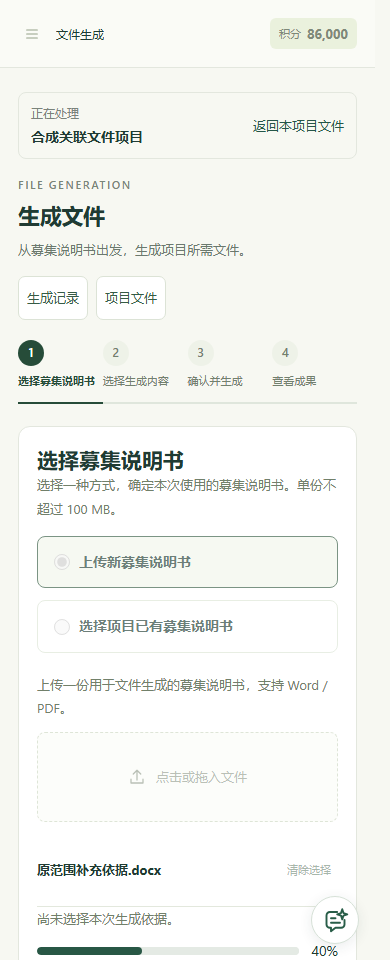 文件生成
积分 86,000
正在处理
合成关联文件项目
返回本项目文件
FILE GENERATION
生成文件
从募集说明书出发，生成项目所需文件。
生成记录
项目文件
1
2
3
4
选择募集说明书
选择生成内容
确认并生成
查看成果
选择募集说明书
选择一种方式，确定本次使用的募集说明书。单份不
超过 100 MB。
上传新募集说明书
选择项目已有募集说明书
上传一份用于文件生成的募集说明书，支持 Word /
PDF。
点击或拖入文件
原范围补充依据.docx
清除选择
尚未选择本次生成依据。
40%